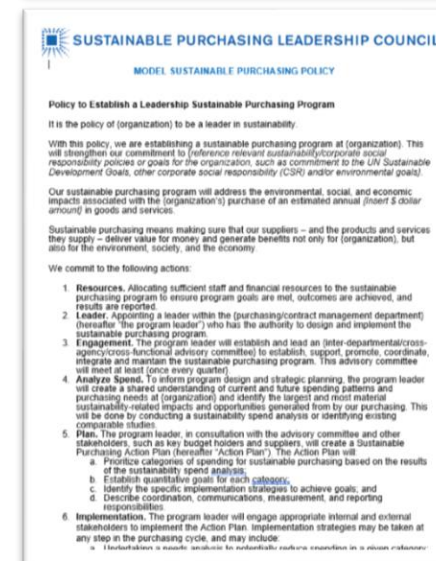 SUSTAINABLE PURCHASING LEADERSHIP COUNCIL
MODEL SUSTAINABLE PURCHASING POLICY
Policy to Establish a Leadership Sustainable Purchasing Program
It is the policy of (organization) to be a leader in sustainability.
With this policy, we are establishing a sustainable purchasing program at (organization). This
will strengthen our commitment to (reference relevant sustainability/corporate social
responsibility policies or goals for the organization, such as commitment to the UN Sustainable
Development Goals, other corporate social responsibility (CSR) and/or environmental goals).
Our sustainable purchasing program will address the environmental, social, and economic
impacts associated with the (organization's) purchase of an estimated annual (insert $ dollar
amount) in goods and services.
Sustainable purchasing means making sure that our suppliers – and the products and services
they supply – deliver value for money and generate benefits not only for (organization), but
also for the environment, society, and the economy.
We commit to the following actions:
1. Resources. Allocating sufficient staff and financial resources to the sustainable
purchasing program to ensure program goals are met, outcomes are achieved, and
results are reported.
2. Leader. Appointing a leader within the (purchasing/contract management department)
(hereafter "the program leader") who has the authority to design and implement the
sustainable purchasing program.
3. Engagement. The program leader will establish and lead an (inter-departmental/cross-
agency/cross-functional advisory committee) to establish, support, promote, coordinate,
integrate and maintain the sustainable purchasing program. This advisory committee
will meet at least (once every quarter).
4. Analyze Spend. To inform program design and strategic planning, the program leader
will create a shared understanding of current and future spending patterns and
purchasing needs at (organization) and identify the largest and most material
sustainability-related impacts and opportunities generated from our purchasing. This
will be done by conducting a sustainability spend analysis or identifying existing
comparable studies.
5. Plan. The program leader, in consultation with the advisory committee and other
stakeholders, such as key budget holders and suppliers, will create a Sustainable
Purchasing Action Plan (hereafter "Action Plan"). The Action Plan will:
a. Prioritize categories of spending for sustainable purchasing based on the results
of the sustainability spend analysis;
b. Establish quantitative goals for each category;
c. Identify the specific implementation strategies to achieve goals; and
d. Describe coordination, communications, measurement, and reporting
responsibilities.
6. Implementation. The program leader will engage appropriate internal and external
stakeholders to implement the Action Plan. Implementation strategies may be taken at
any step in the purchasing cycle, and may include:
a. Undertaking a needs analysis to potentially reduce spending in a given category;